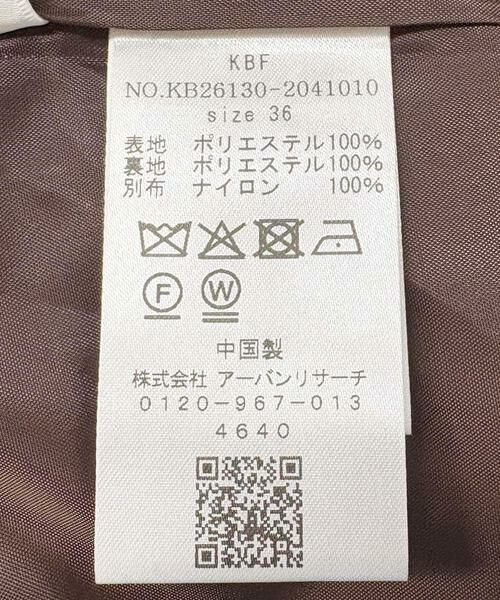 KBF
NO.KB26130-2041010
size 36
表地 ポリエステル100%
裏地 ポリエステル100%
別布 ナイロン 100%
F W
中国製
株式会社 アーバンリサーチ
0120-967-013
4640